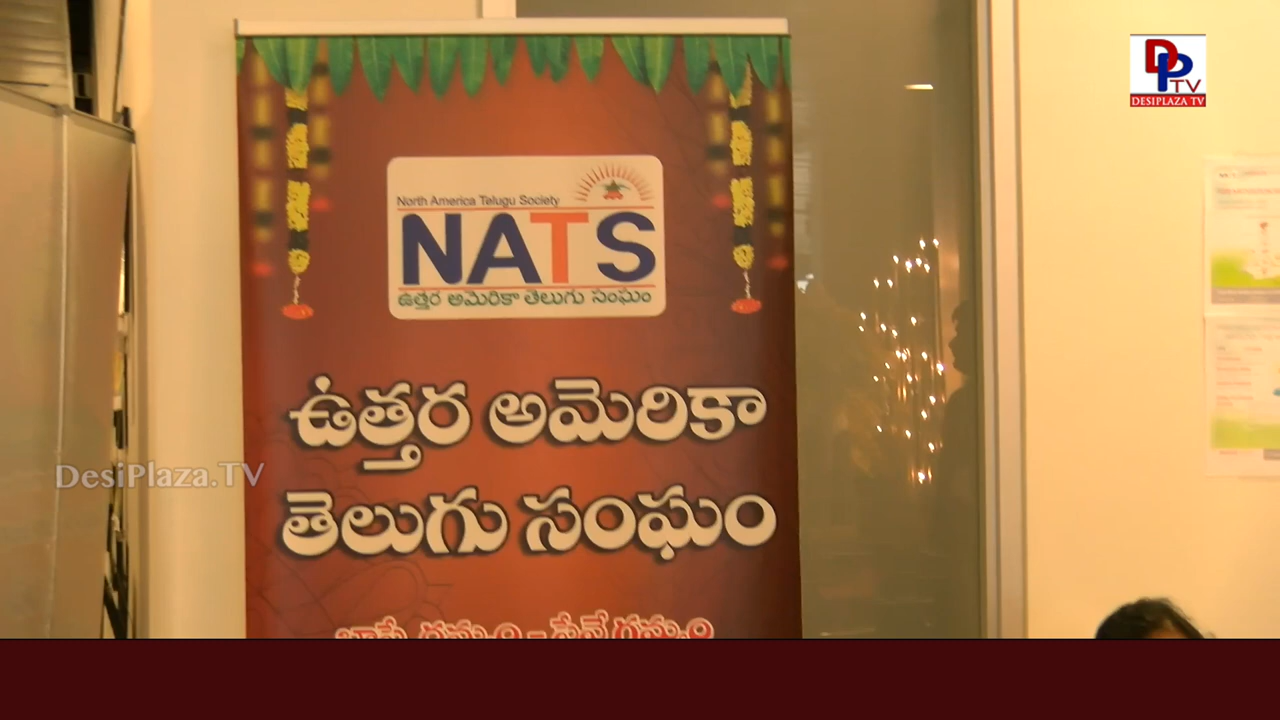 DP
TV
DESIPLAZA TV
North America Telugu Society
NATS
ఉత్తర అమెరికా తెలుగు సంఘం
ఉత్తర అమెరికా
తెలుగు సంఘం
DesiPlaza.TV